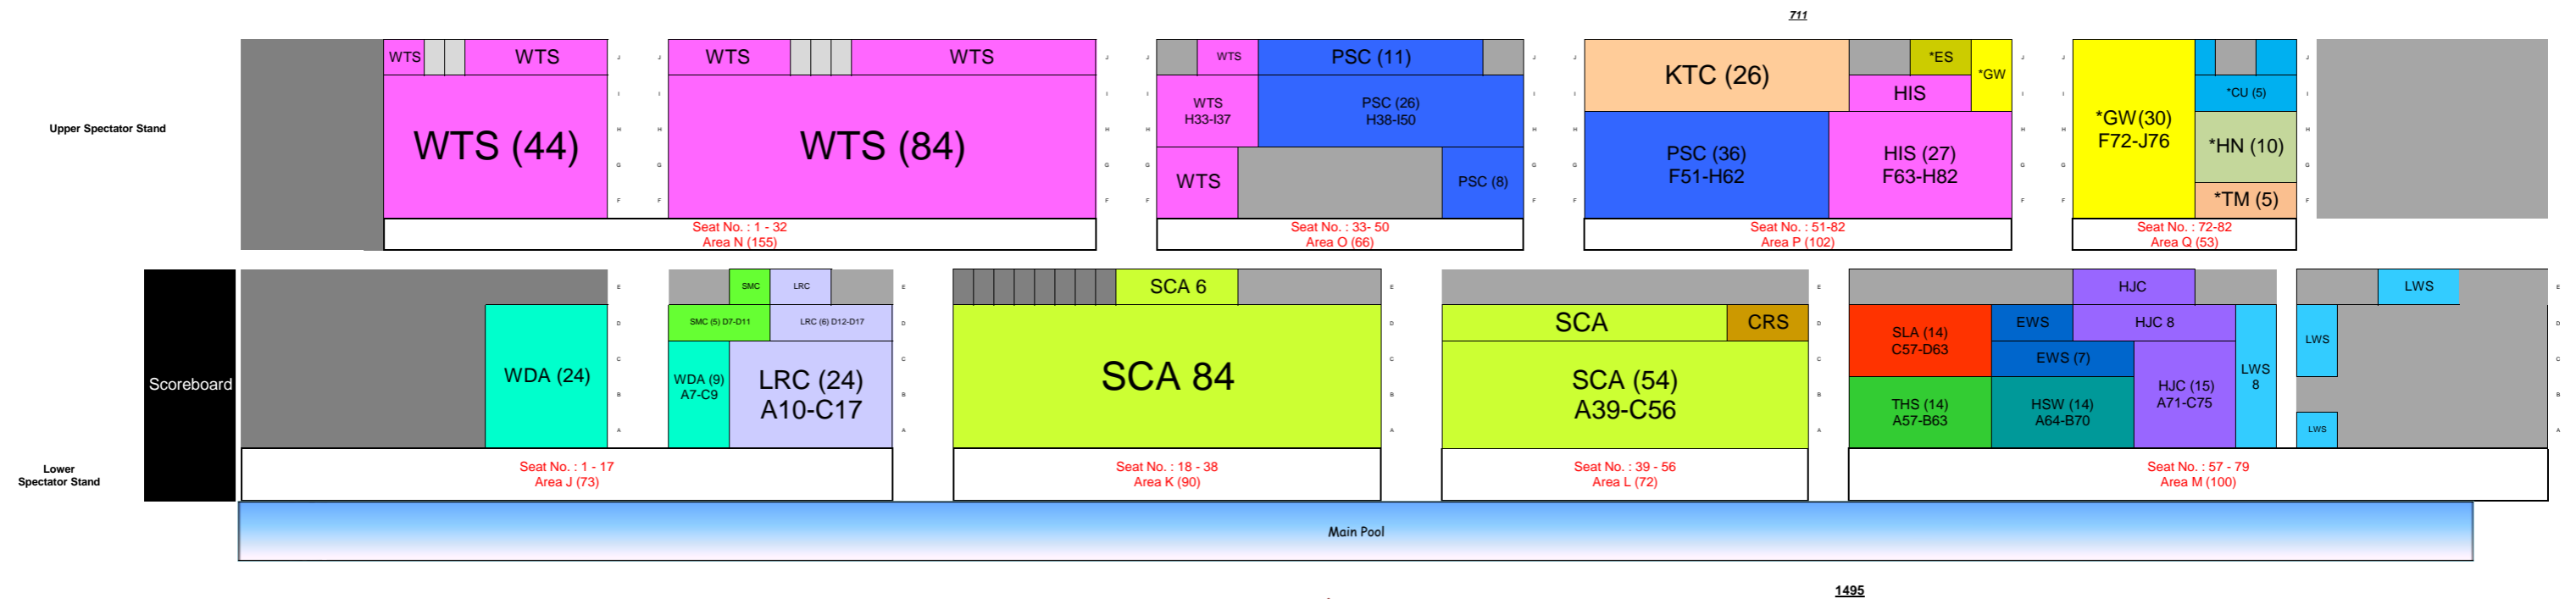 711
WTS
WTS
WTS
WTS
WTS
PSC (11)
KTC (26)
*ES
*GW
HIS
Upper Spectator Stand
WTS (44)
WTS (84)
WTS
H33-I37
PSC (26)
H38-I50
WTS
PSC (8)
PSC (36)
F51-H62
HIS (27)
F63-H82
*GW(30)
F72-J76
*CU (5)
*HN (10)
*TM (5)
J
I
H
G
F
J
I
H
G
F
J
I
H
G
F
J
I
H
G
F
J
I
H
G
F
J
I
H
G
F
J
I
H
G
F
J
I
H
G
F
Seat No. : 1 - 32
Area N (155)
Seat No. : 33- 50
Area O (66)
Seat No. : 51-82
Area P (102)
Seat No. : 72-82
Area Q (53)
Scoreboard
WDA (24)
SMC
LRC
SMC (5) D7-D11
LRC (6) D12-D17
WDA (9)
A7-C9
LRC (24)
A10-C17
SCA 6
SCA 84
SCA
CRS
SCA (54)
A39-C56
HJC
SLA (14)
C57-D63
EWS
HJC 8
EWS (7)
THS (14)
A57-B63
HSW (14)
A64-B70
HJC (15)
A71-C75
LWS
8
LWS
LWS
LWS
E
D
C
B
A
E
D
C
B
A
E
D
C
B
A
E
D
C
B
A
E
D
C
B
A
Lower
Spectator Stand
Seat No. : 1 - 17
Area J (73)
Seat No. : 18 - 38
Area K (90)
Seat No. : 39 - 56
Area L (72)
Seat No. : 57 - 79
Area M (100)
Main Pool
1495